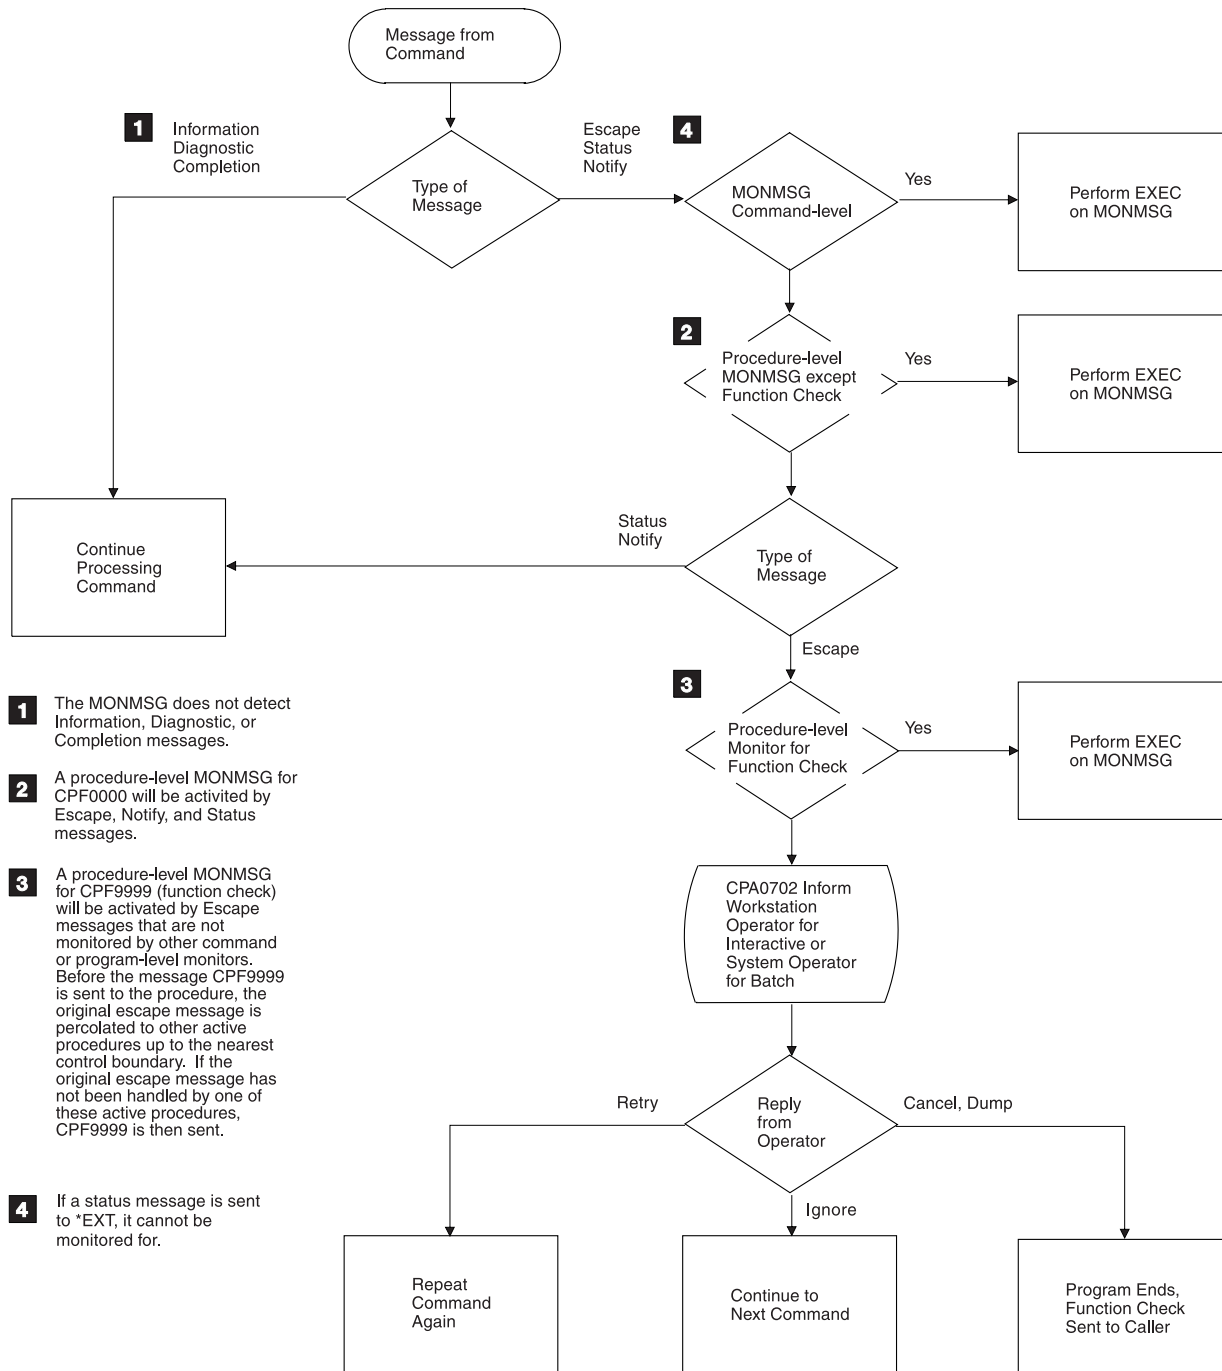 Message from
Command
1
Information
Diagnostic
Completion
Type of
Message
Escape
Status
Notify
4
MONMSG
Command-level
Yes
Perform EXEC
on MONMSG
2
Procedure-level
MONMSG except
Function Check
Yes
Perform EXEC
on MONMSG
Continue
Processing
Command
Status
Notify
Type of
Message
Escape
3
Procedure-level
Monitor for
Function Check
Yes
Perform EXEC
on MONMSG
1
The MONMSG does not detect
Information, Diagnostic, or
Completion messages.
2
A procedure-level MONMSG for
CPF0000 will be activited by
Escape, Notify, and Status
messages.
3
A procedure-level MONMSG
for CPF9999 (function check)
will be activated by Escape
messages that are not
monitored by other command
or program-level monitors.
Before the message CPF9999
is sent to the procedure, the
original escape message is
percolated to other active
procedures up to the nearest
control boundary. If the
original escape message has
not been handled by one of
these active procedures,
CPF9999 is then sent.
4
If a status message is sent
to *EXT, it cannot be
monitored for.
CPA0702 Inform
Workstation
Operator for
Interactive or
System Operator
for Batch
Retry
Reply
from
Operator
Cancel, Dump
Ignore
Repeat
Command
Again
Continue to
Next Command
Program Ends,
Function Check
Sent to Caller